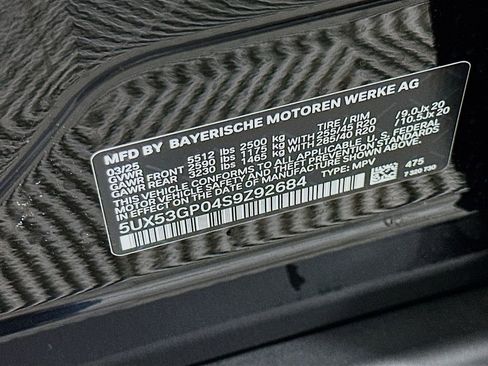 MFD BY BAYERISCHE MOTOREN WERKE AG
03/25 5512 lbs 2500 kg TIRE / RIM
GAWR FRONT 2590 lbs 1175 kg WITH 225/45 R20 /9.0Jx20
GAWR REAR 3230 lbs 1465 kg WITH 285/40 R20 /10.5Jx20
THIS VEHICLE CONFORMS TO ALL APPLICABLE U.S. FEDERAL
MOTOR VEHICLE SAFETY, BUMPER, AND THEFT PREVENTION STANDARDS
IN EFFECT ON THE DATE OF MANUFACTURE SHOWN ABOVE.
5UX53GP04S9Z92684 TYPE: MPV 475
7 520 730